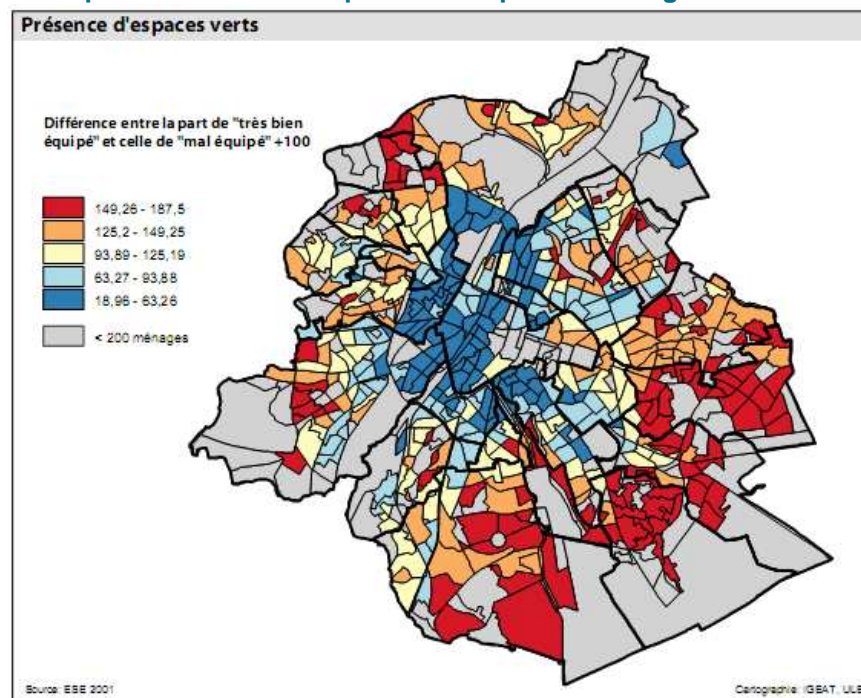 Présence d'espaces verts
Différence entre la part de "très bien
équipé" et celle de "mal équipé" +100
149,26 - 187,5
125,2 - 149,25
93,89 - 125,19
63,27 - 93,88
18,96 - 63,26
< 200 ménages
Source: ESE 2001
Cartographie: IGEAT, ULB